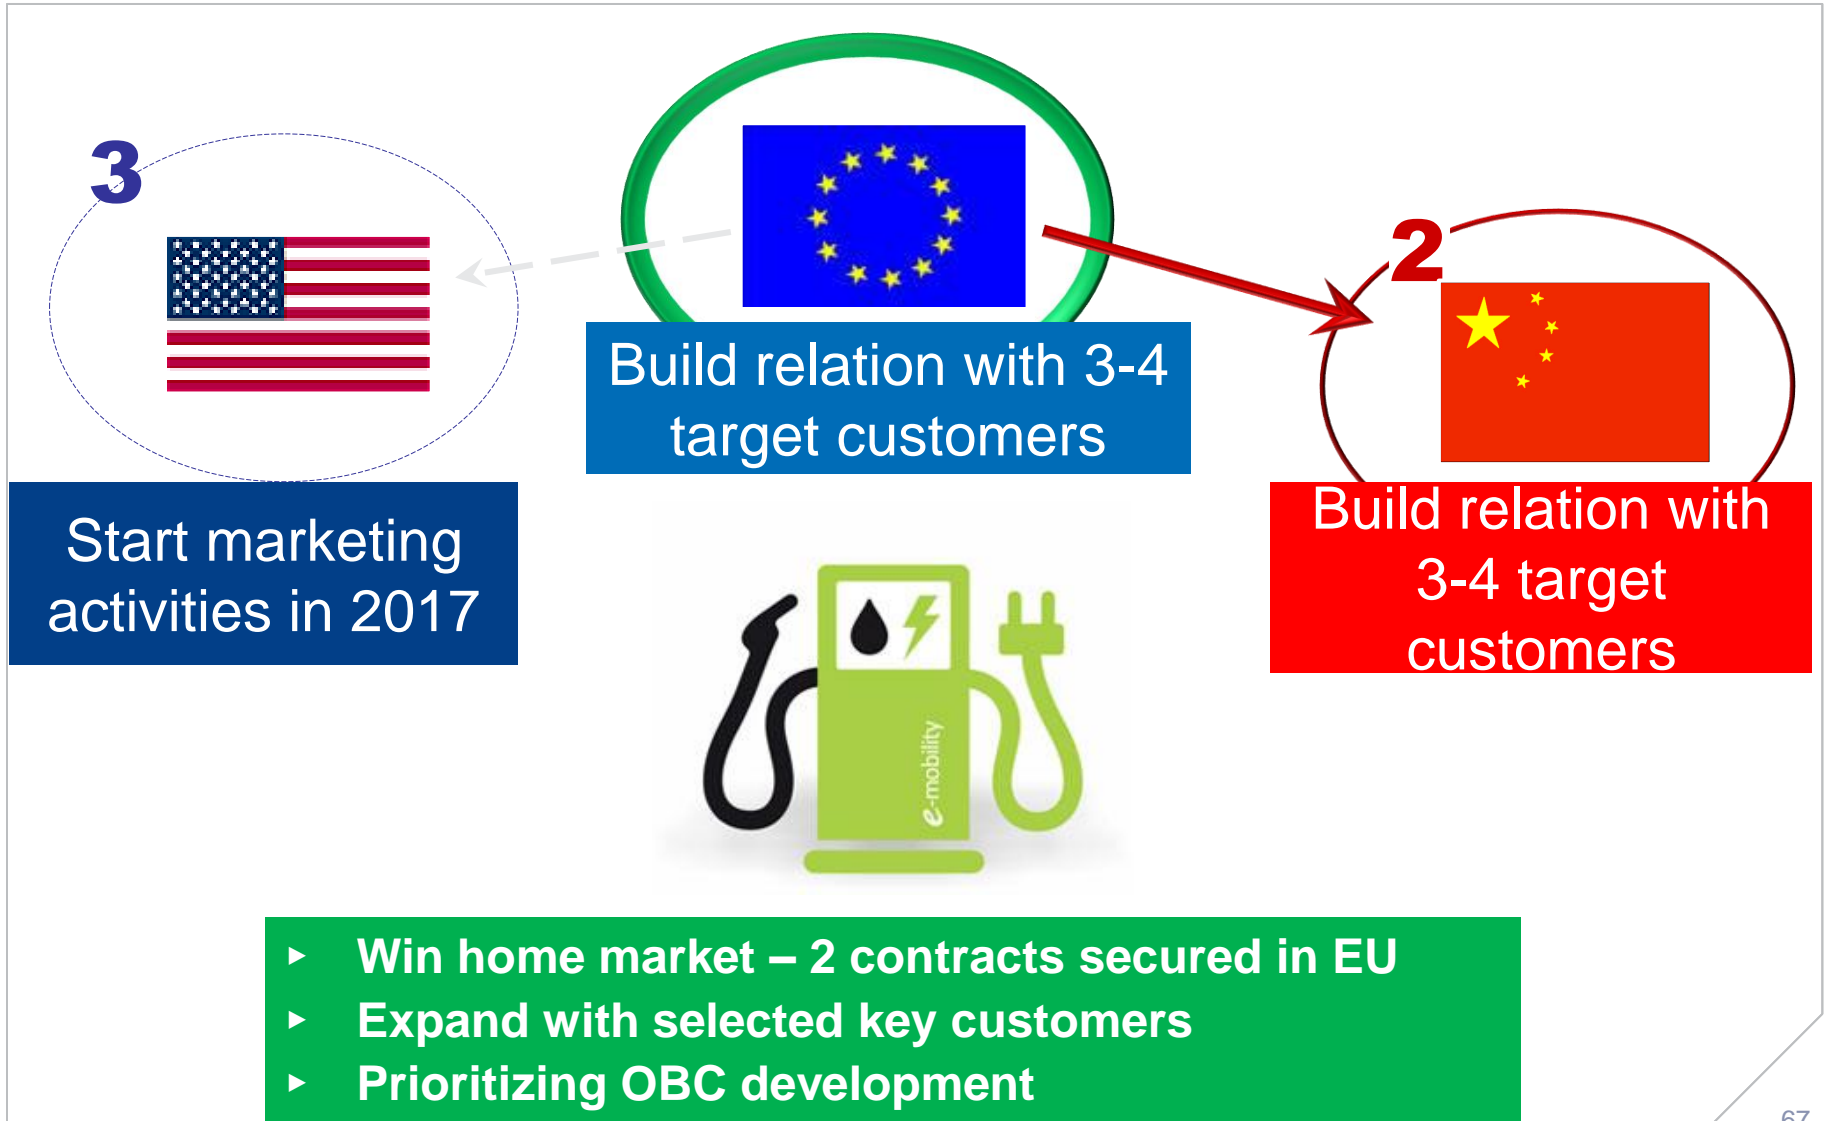 3
2
Build relation with 3-4
target customers
Start marketing
activities in 2017
Build relation with
3-4 target
customers
e-mobility
▸ Win home market – 2 contracts secured in EU
▸ Expand with selected key customers
▸ Prioritizing OBC development
67